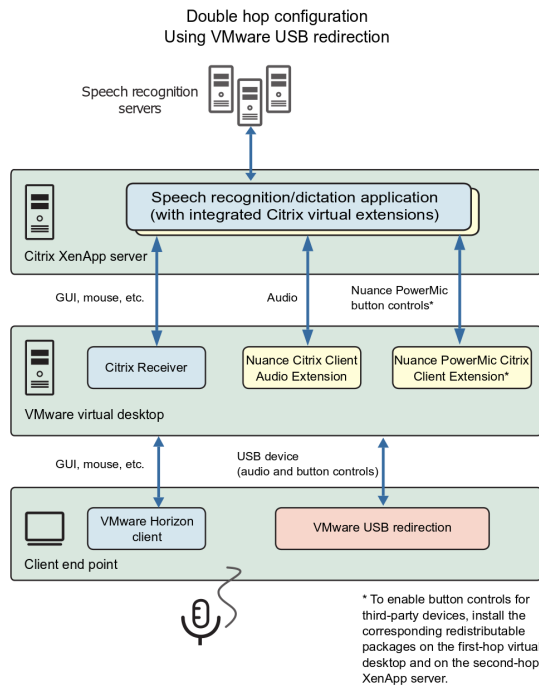 Double hop configuration
Using VMware USB redirection
Speech recognition
servers
Speech recognition/dictation application
(with integrated Citrix virtual extensions)
Citrix XenApp server
GUI, mouse, etc.
Audio
Nuance PowerMic
button controls*
Citrix Receiver
Nuance Citrix Client
Audio Extension
Nuance PowerMic Citrix
Client Extension*
VMware virtual desktop
GUI, mouse, etc.
USB device
(audio and button controls)
VMware Horizon
client
VMware USB redirection
Client end point
* To enable button controls for
third-party devices, install the
corresponding redistributable
packages on the first-hop virtual
desktop and on the second-hop
XenApp server.